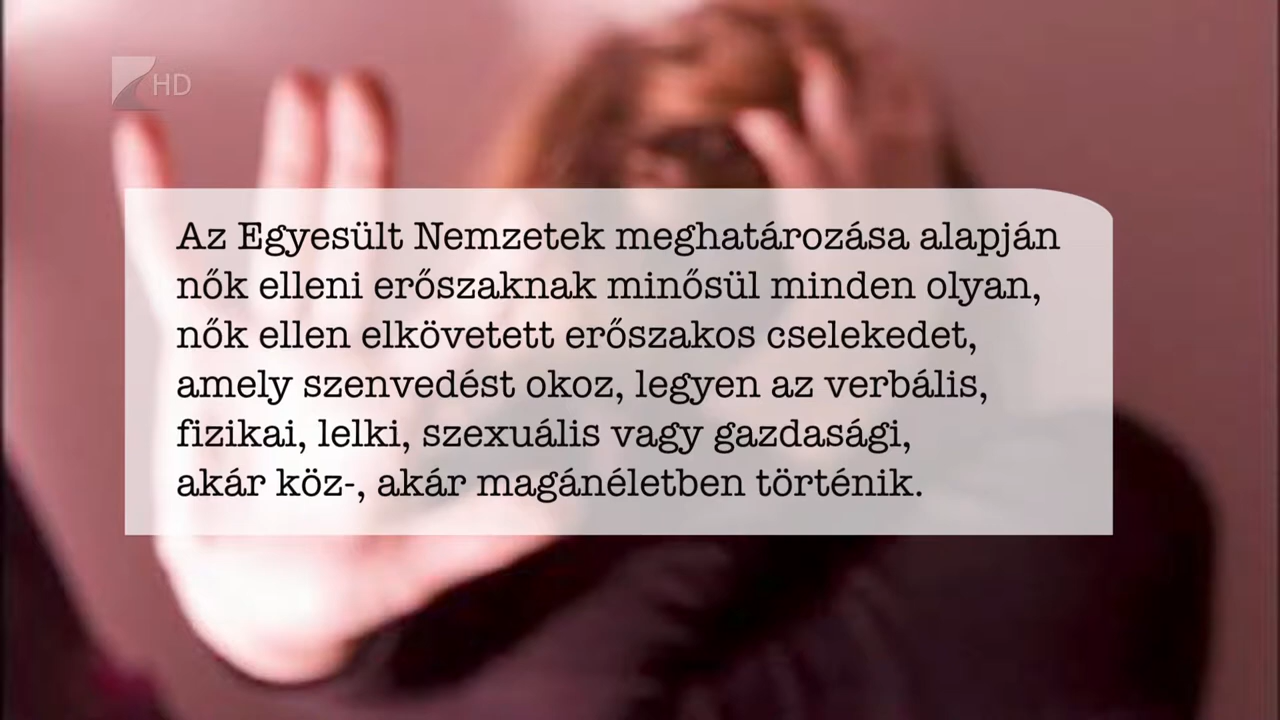 HD
Az Egyesült Nemzetek meghatározása alapján
nők elleni erőszaknak minősül minden olyan,
nők ellen elkövetett erőszakos cselekedet,
amely szenvedést okoz, legyen az verbális,
fizikai, lelki, szexuális vagy gazdasági,
akár köz-, akár magánéletben történik.